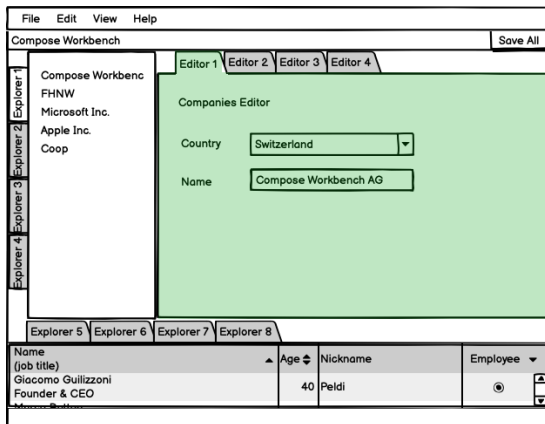 File Edit View Help
Compose Workbench Save All
Editor 1 Editor 2 Editor 3 Editor 4
Explorer 1
Explorer 2
Explorer 3
Explorer 4
Compose Workbenc
FHNW
Microsoft Inc.
Apple Inc.
Coop
Companies Editor
Country Switzerland
Name Compose Workbench AG
Explorer 5 Explorer 6 Explorer 7 Explorer 8
Name
(job title) Age Nickname Employee
Giacomo Guilizzoni
Founder & CEO 40 Peldi